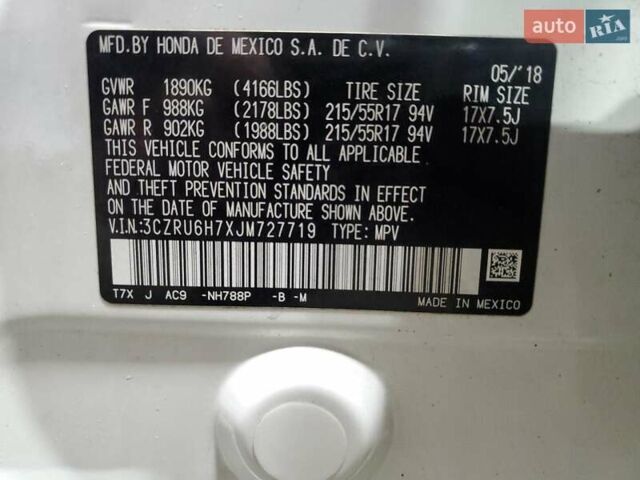 auto RIA
.com
MFD.BY HONDA DE MEXICO S.A. DE C.V.
05/'18
GVWR 1890KG (4166LBS) TIRE SIZE RIM SIZE
GAWR F 988KG (2178LBS) 215/55R17 94V 17X7.5J
GAWR R 902KG (1988LBS) 215/55R17 94V 17X7.5J
THIS VEHICLE CONFORMS TO ALL APPLICABLE
FEDERAL MOTOR VEHICLE SAFETY
AND THEFT PREVENTION STANDARDS IN EFFECT
ON THE DATE OF MANUFACTURE SHOWN ABOVE.
V.I.N:3CZRU6H7XJM727719 TYPE: MPV
T7X J AC9 -NH788P -B -M
MADE IN MEXICO